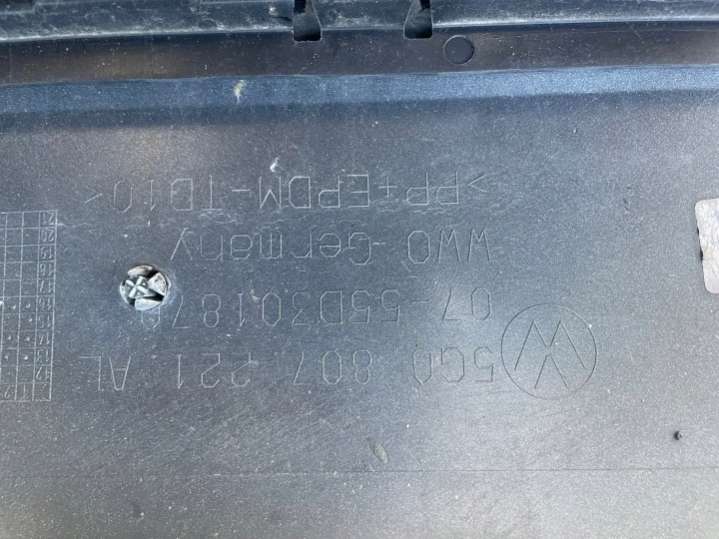 5G0 807 221 AL
07-55D30187
WWO Germany
>PP+EPDM-TD10<